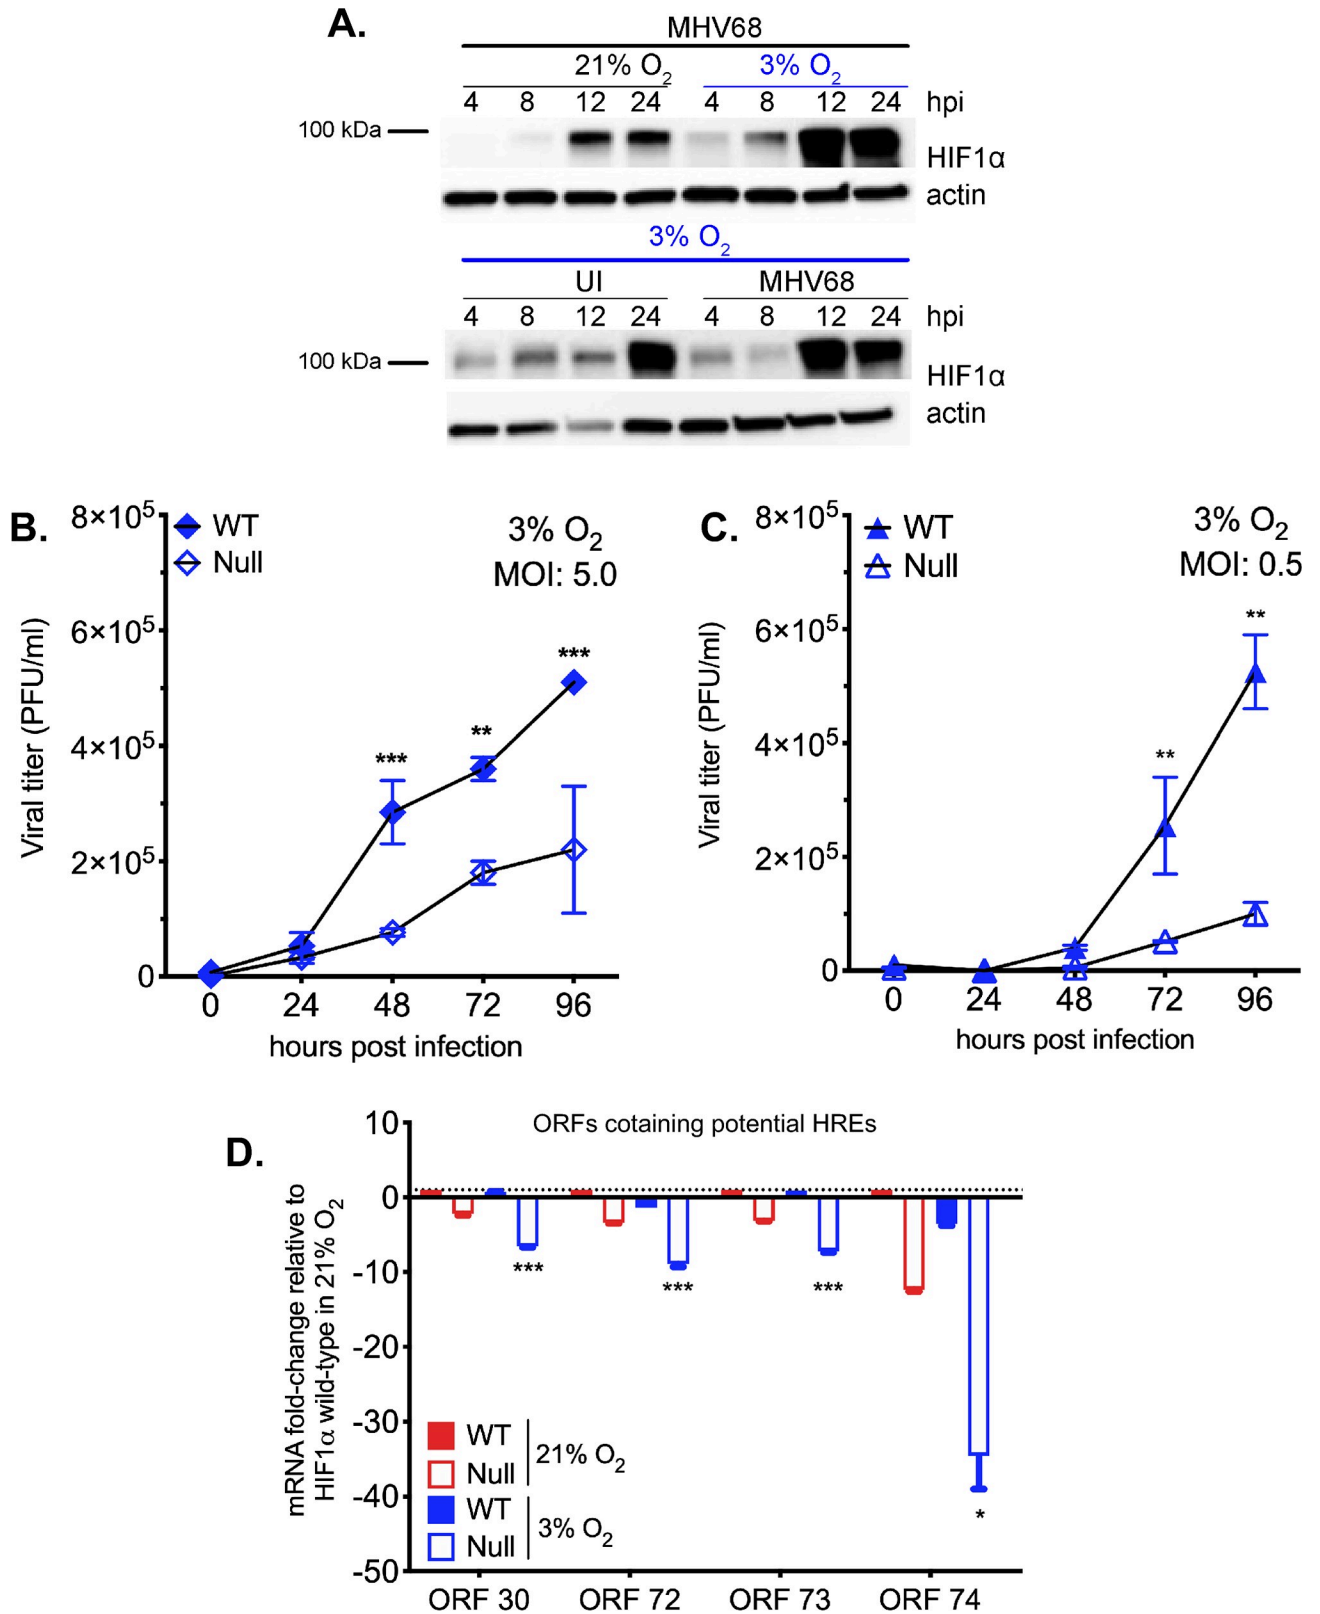 A.
MHV68
21% O2 3% O2
4 8 12 24 4 8 12 24 hpi
100 kDa
HIF1α
actin
3% O2
UI MHV68
4 8 12 24 4 8 12 24 hpi
100 kDa
HIF1α
actin
B.
WT
Null
3% O2
MOI: 5.0
***
**
***
8×10^5
6×10^5
4×10^5
2×10^5
0
Viral titer (PFU/ml)
0 24 48 72 96
hours post infection
C.
WT
Null
3% O2
MOI: 0.5
**
**
8×10^5
6×10^5
4×10^5
2×10^5
0
Viral titer (PFU/ml)
0 24 48 72 96
hours post infection
D.
ORFs cotaining potential HREs
mRNA fold-change relative to
HIF1α wild-type in 21% O2
10
0
-10
-20
-30
-40
-50
***
***
***
*
WT
Null
21% O2
WT
Null
3% O2
ORF 30 ORF 72 ORF 73 ORF 74